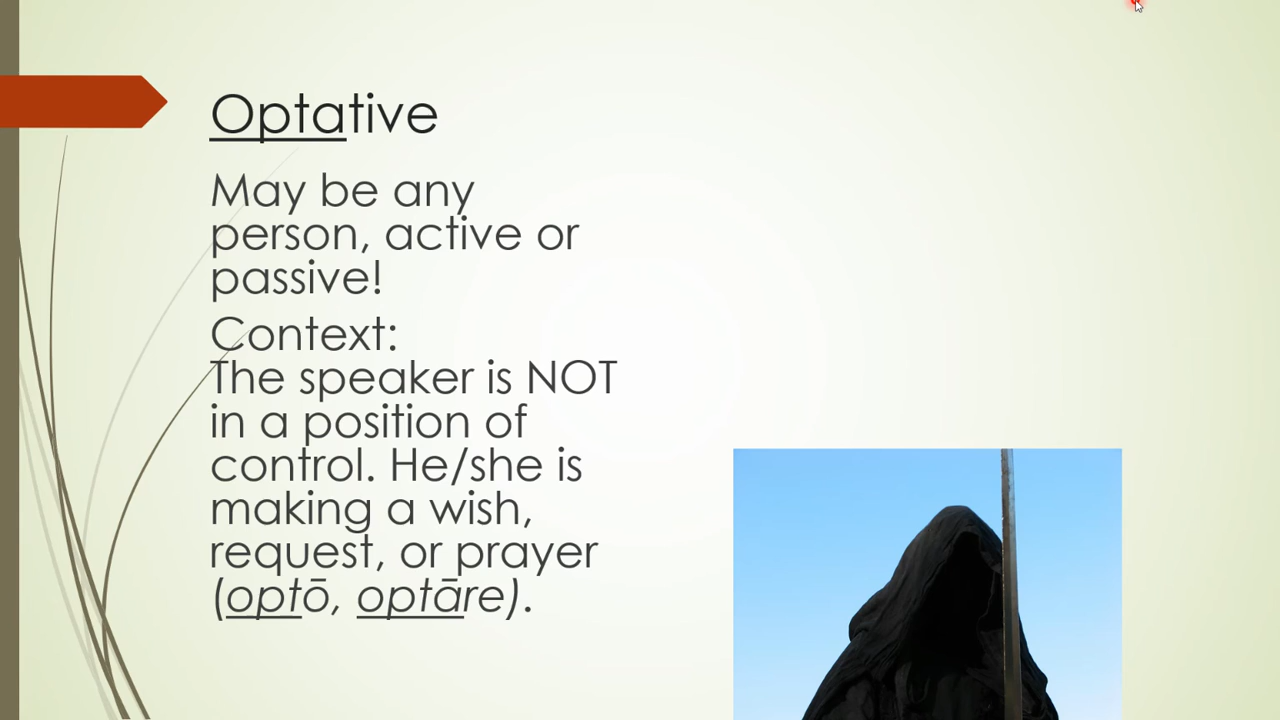 Optative
May be any
person, active or
passive!
Context:
The speaker is NOT
in a position of
control. He/she is
making a wish,
request, or prayer
(optō, optāre).